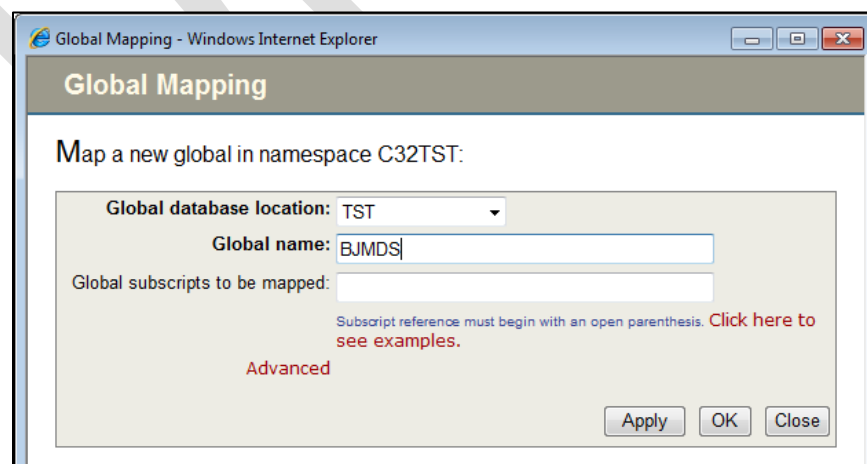 Global Mapping - Windows Internet Explorer
Global Mapping
Map a new global in namespace C32TST:
Global database location: TST
Global name: BJMDS
Global subscripts to be mapped:
Subscript reference must begin with an open parenthesis. Click here to
see examples.
Advanced
Apply OK Close